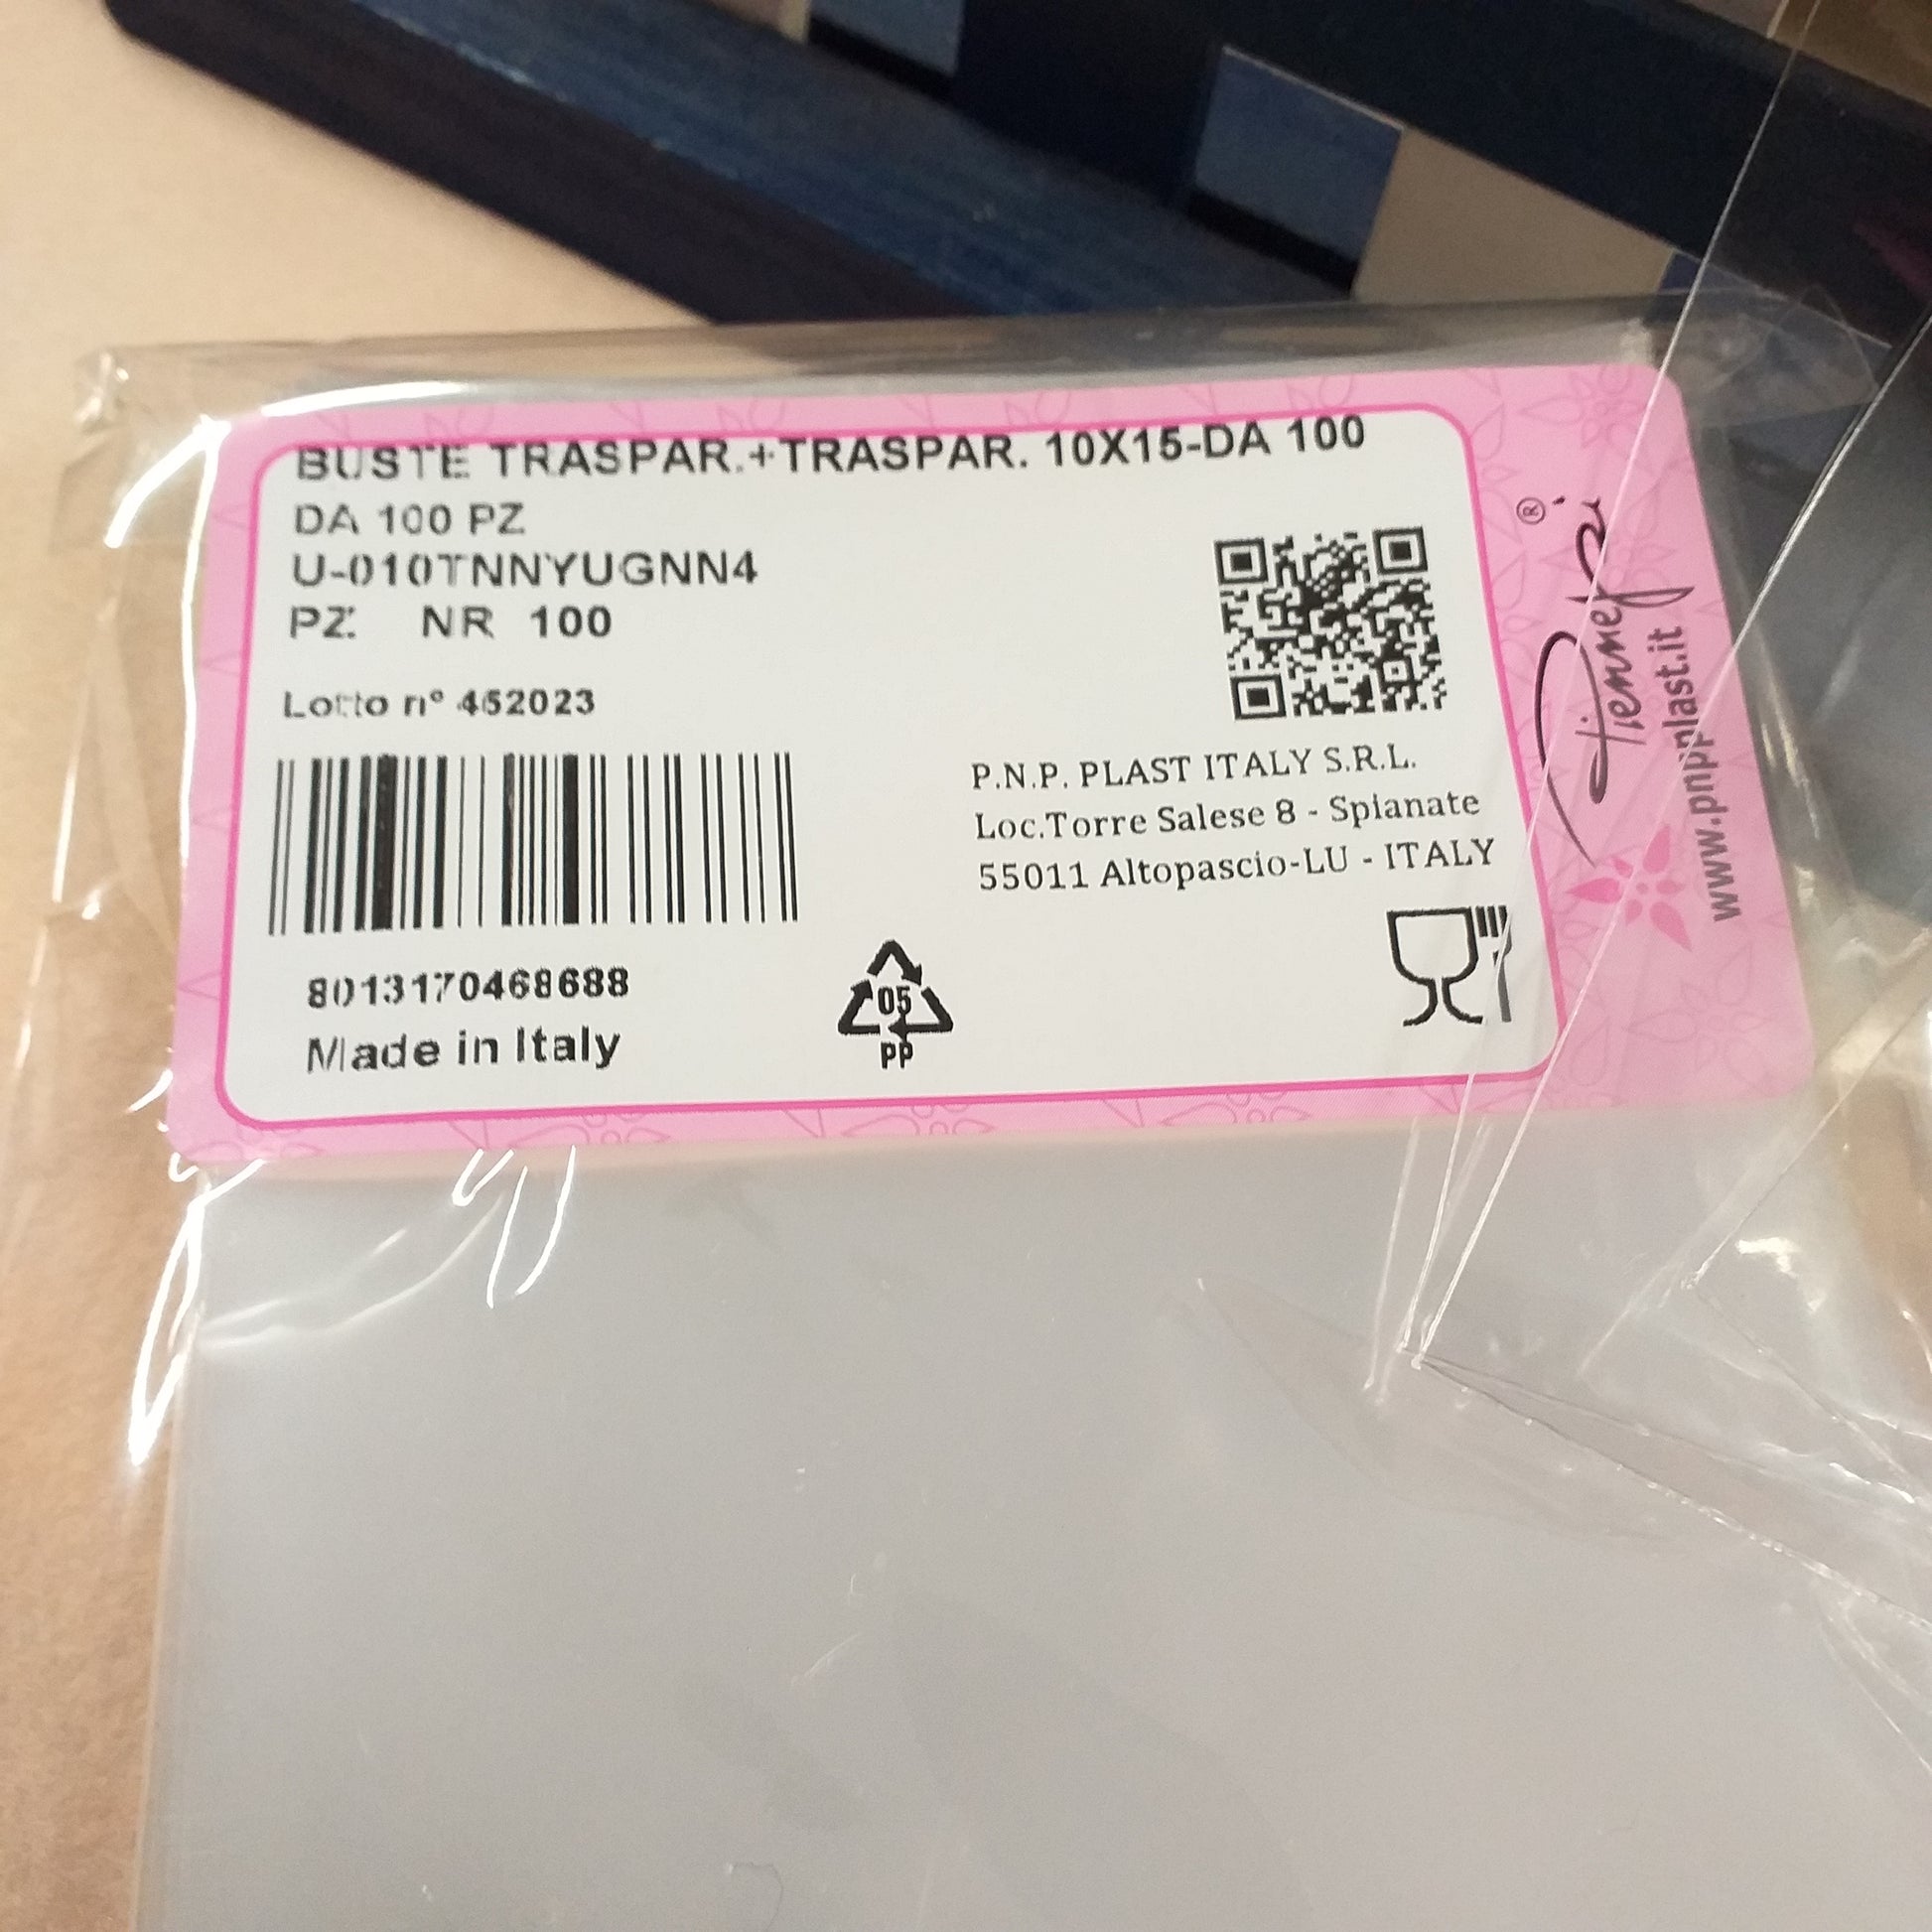 BUSTE TRASPAR.+TRASPAR. 10X15-DA 100
DA 100 PZ
U-010TNNYUGNN4
PZ. NR 100
Lotto n° 452023
8013170468688
Made in Italy
05
PP
P.N.P. PLAST ITALY S.R.L.
Loc.Torre Salese 8 - Spianate
55011 Altopascio-LU - ITALY
Piennepi®
www.pnpplast.it